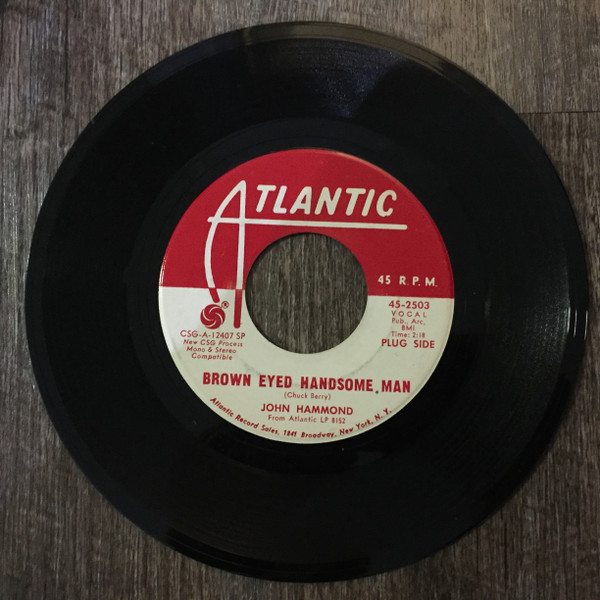 ATLANTIC
®
45 R.P.M.
45-2503
VOCAL
Pub., Arc,
BMI
Time: 2:18
PLUG SIDE
CSG-A-12407 SP
New CSG Process
Mono & Stereo
Compatible
BROWN EYED HANDSOME MAN
(Chuck Berry)
JOHN HAMMOND
From Atlantic LP 8152
Atlantic Record Sales, 1841 Broadway, New York, N. Y.